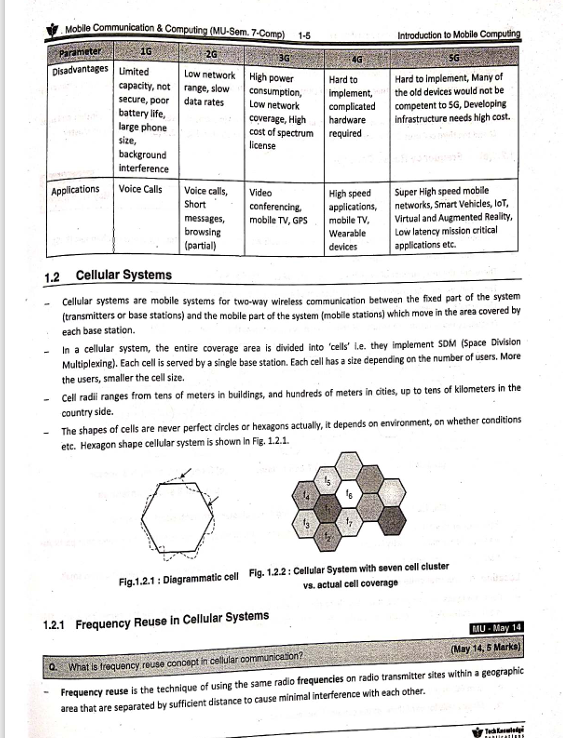 Mobile Communication & Computing (MU-Sem. 7-Comp) 1-5 Introduction to Mobile Computing
Parameter 1G 2G 3G 4G 5G
Disadvantages
Limited
capacity, not
secure, poor
battery life,
large phone
size,
background
interference
Low network
range, slow
data rates
High power
consumption,
Low network
coverage, High
cost of spectrum
license
Hard to
implement,
complicated
hardware
required
Hard to implement, Many of
the old devices would not be
competent to 5G, Developing
infrastructure needs high cost.
Applications
Voice Calls
Voice calls,
Short
messages,
browsing
(partial)
Video
conferencing,
mobile TV, GPS
High speed
applications,
mobile TV,
Wearable
devices
Super High speed mobile
networks, Smart Vehicles, IoT,
Virtual and Augmented Reality,
Low latency mission critical
applications etc.
1.2 Cellular Systems
– Cellular systems are mobile systems for two-way wireless communication between the fixed part of the system
(transmitters or base stations) and the mobile part of the system (mobile stations) which move in the area covered by
each base station.
– In a cellular system, the entire coverage area is divided into 'cells' i.e. they implement SDM (Space Division
Multiplexing). Each cell is served by a single base station. Each cell has a size depending on the number of users. More
the users, smaller the cell size.
– Cell radii ranges from tens of meters in buildings, and hundreds of meters in cities, up to tens of kilometers in the
country side.
– The shapes of cells are never perfect circles or hexagons actually, it depends on environment, on whether conditions
etc. Hexagon shape cellular system is shown in Fig. 1.2.1.
f5
f4
f6
f1
f3
f7
f2
Fig.1.2.1 : Diagrammatic cell
Fig. 1.2.2 : Cellular System with seven cell cluster
vs. actual cell coverage
1.2.1 Frequency Reuse in Cellular Systems
MU - May 14
Q. What is frequency reuse concept in cellular communication? (May 14, 5 Marks)
– Frequency reuse is the technique of using the same radio frequencies on radio transmitter sites within a geographic
area that are separated by sufficient distance to cause minimal interference with each other.
TechKnowledge
Publications